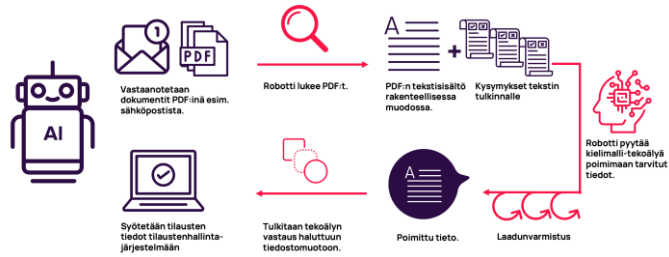 1
PDF
A
AI
Vastaanotetaan
dokumentit PDF:inä esim.
sähköpostista.
Robotti lukee PDF:t.
PDF:n tekstisisältö
rakenteellisessa
muodossa.
+
Kysymykset tekstin
tulkinnalle
Robotti pyytää
kielimalli-tekoälyä
poimimaan tarvitut
tiedot.
A
Syötetään tilausten
tiedot tilaustenhallinta-
järjestelmään
Tulkitaan tekoälyn
vastaus haluttuun
tiedostomuotoon.
Poimittu tieto.
Laadunvarmistus